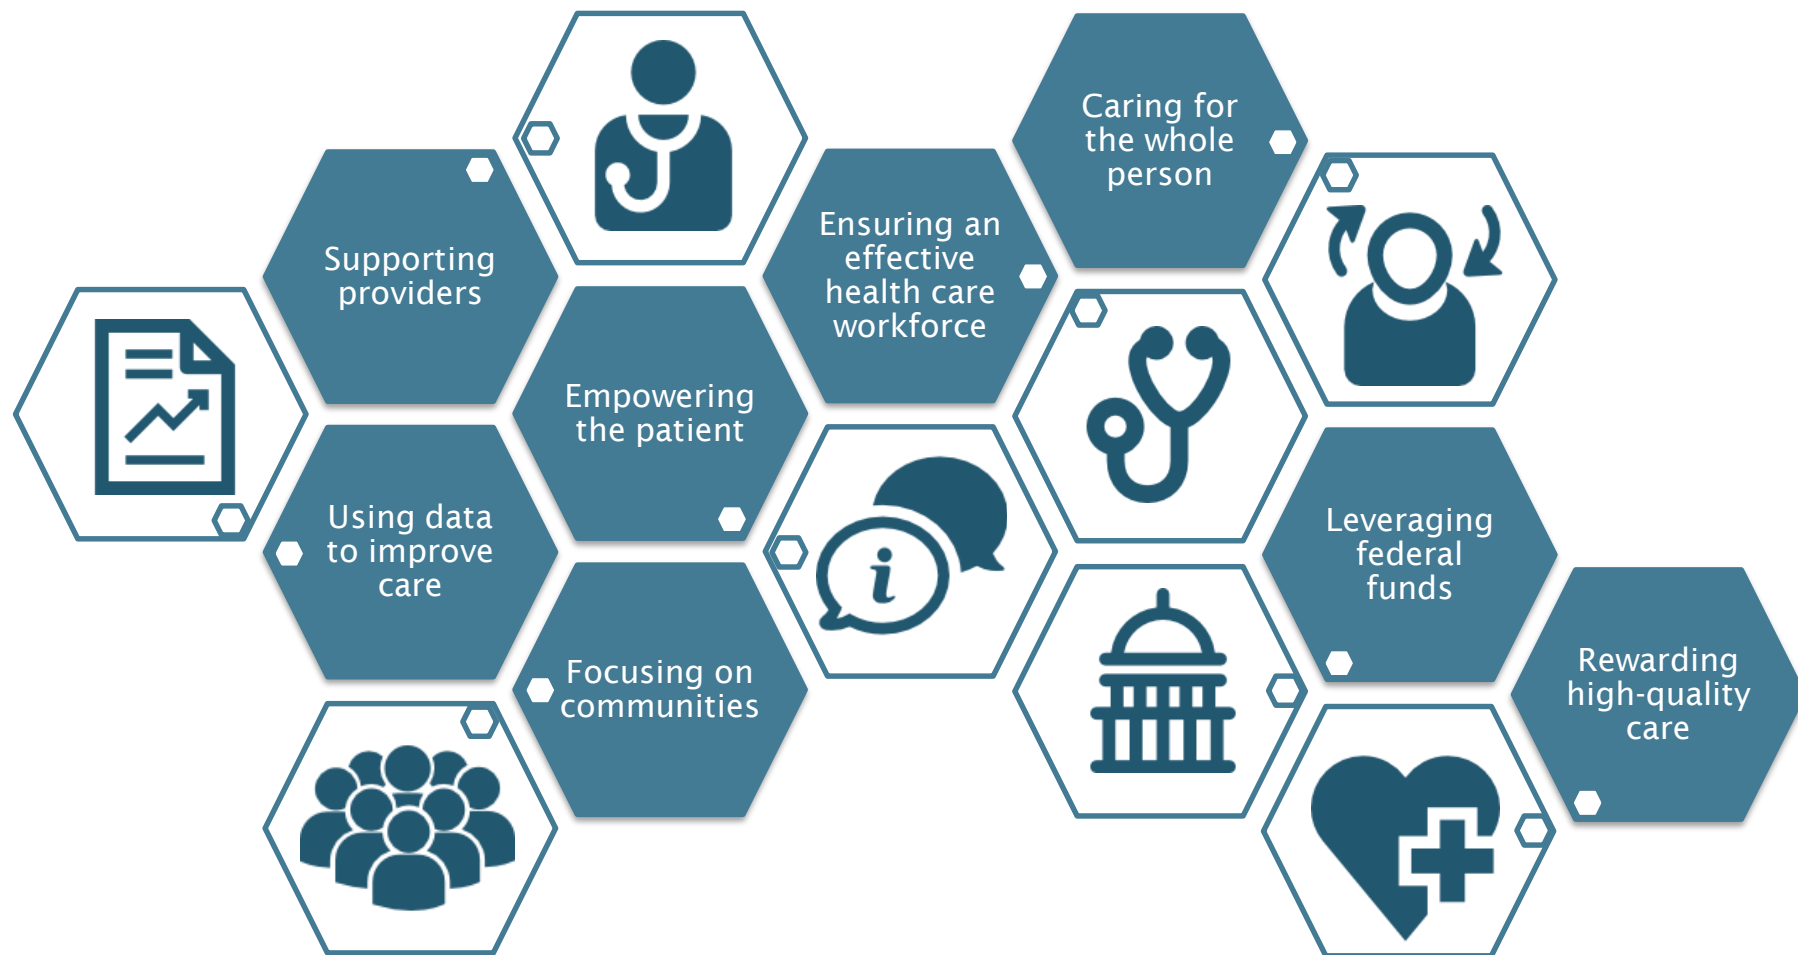 Caring for
the whole
person
Supporting
providers
Ensuring an
effective
health care
workforce
Empowering
the patient
Using data
to improve
care
i
Leveraging
federal
funds
Focusing on
communities
Rewarding
high-quality
care